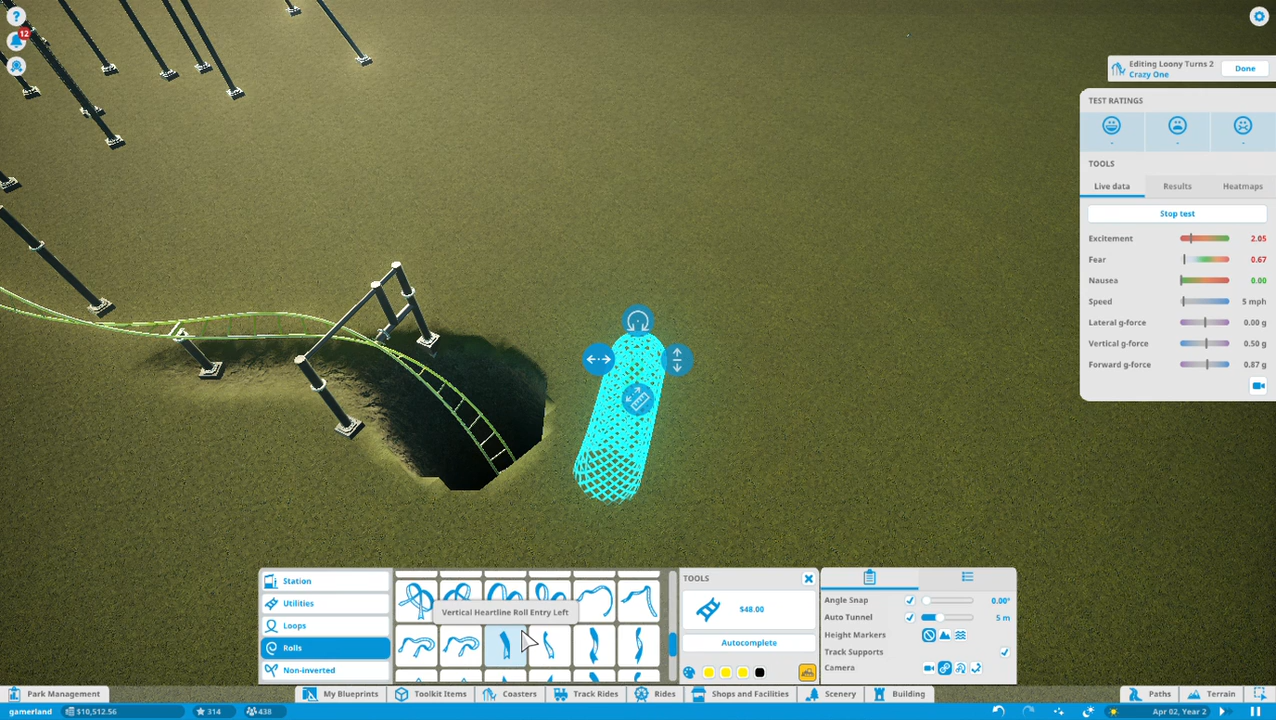 ?
12
Editing Loony Turns 2
Crazy One
Done
TEST RATINGS
- - -
TOOLS
Live data Results Heatmaps
Stop test
Excitement 2.05
Fear 0.67
Nausea 0.00
Speed 5 mph
Lateral g-force 0.00 g
Vertical g-force 0.50 g
Forward g-force 0.87 g
Station
Utilities
Loops
Rolls
Non-inverted
Vertical Heartline Roll Entry Left
TOOLS
$48.00
Autocomplete
Angle Snap 0.00°
Auto Tunnel 5 m
Height Markers
Track Supports
Camera
Park Management My Blueprints Toolkit Items Coasters Track Rides Rides Shops and Facilities Scenery Building Paths Terrain
gamerland $10,512.56 314 438 Apr 02, Year 2